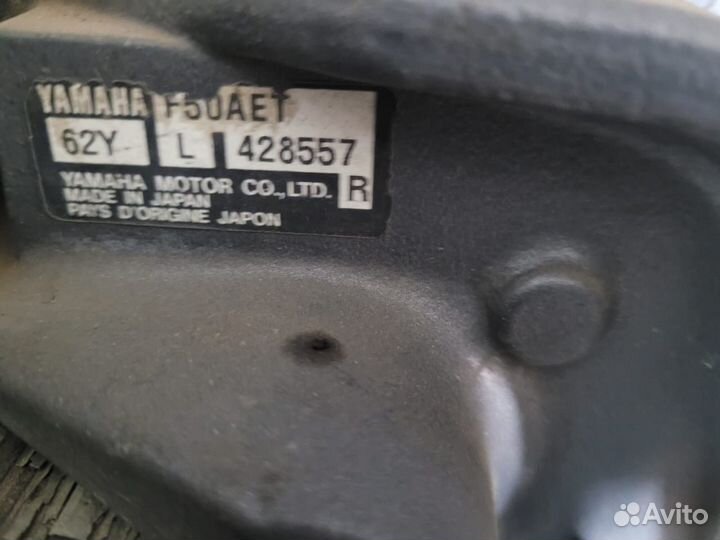 YAMAHA F50AET
62Y L 428557
YAMAHA MOTOR CO.,LTD. R
MADE IN JAPAN
PAYS D'ORIGINE JAPON
Avito